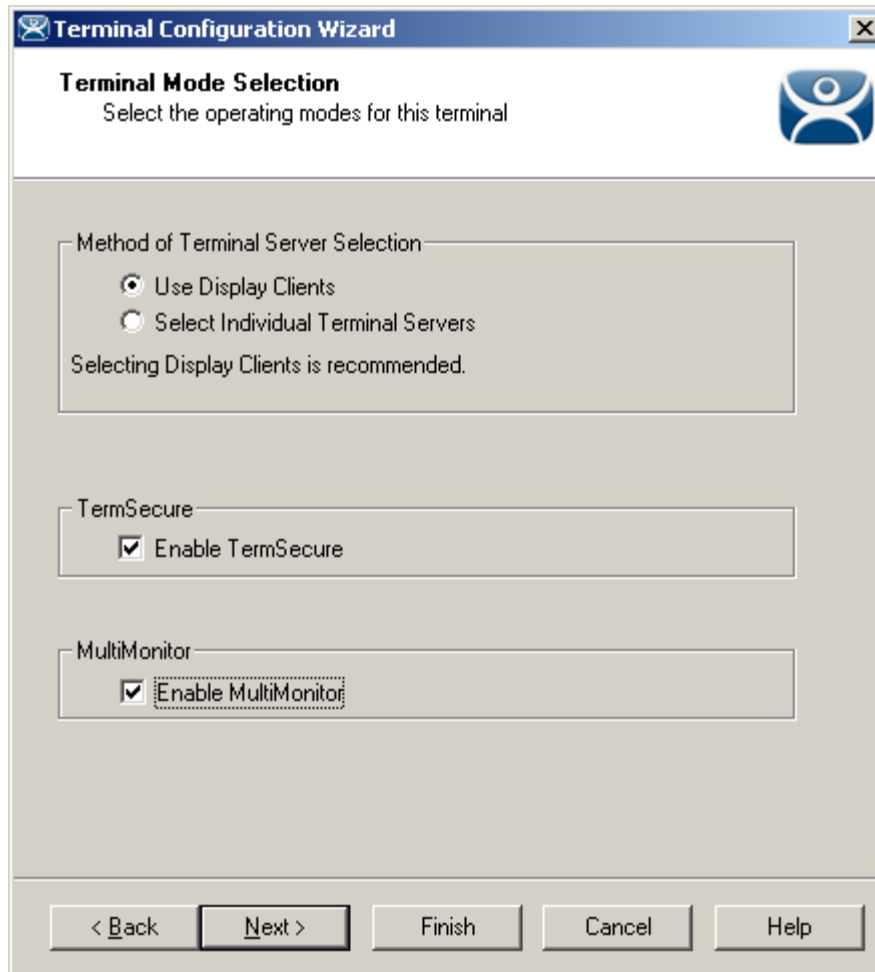 Terminal Configuration Wizard
Terminal Mode Selection
Select the operating modes for this terminal
Method of Terminal Server Selection
Use Display Clients
Select Individual Terminal Servers
Selecting Display Clients is recommended.
TermSecure
Enable TermSecure
MultiMonitor
Enable MultiMonitor
< Back
Next >
Finish
Cancel
Help